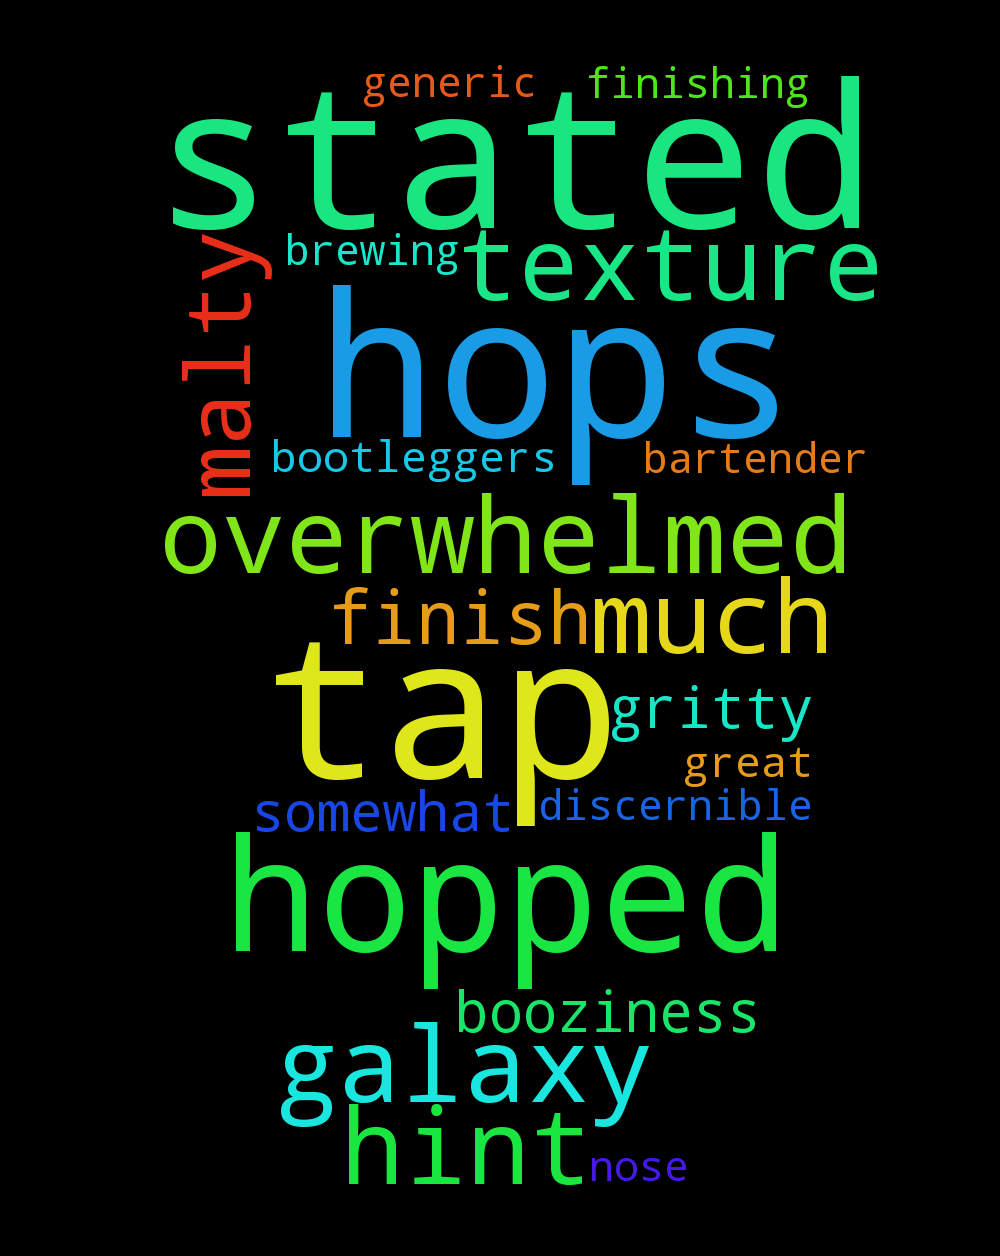 generic finishing
stated
brewing texture
malty
hops
bootleggers bartender
overwhelmed
finish much
tap
gritty
great
somewhat discernible
hopped
booziness
galaxy
hint nose